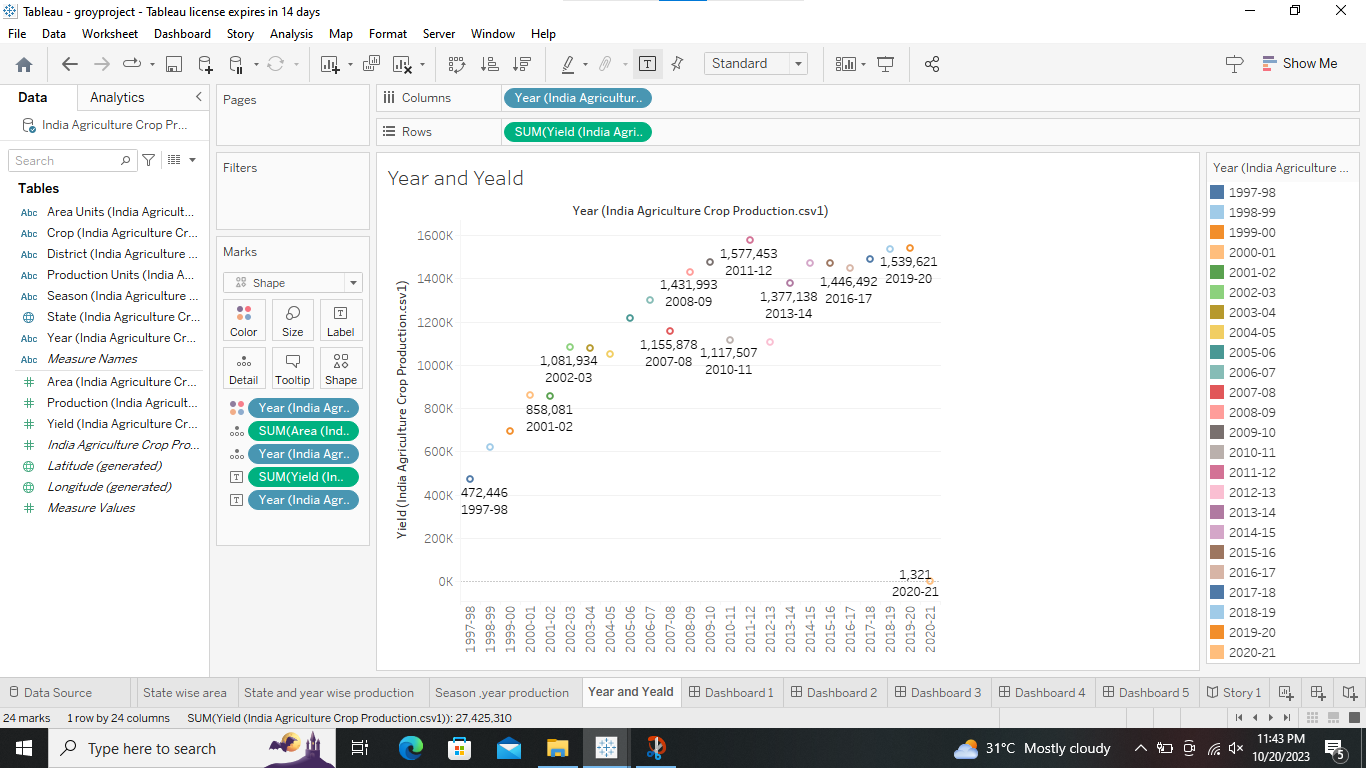 Tableau - groyproject - Tableau license expires in 14 days
File Data Worksheet Dashboard Story Analysis Map Format Server Window Help
Standard
Show Me
Data Analytics
India Agriculture Crop Pr...
Search
Tables
Abc Area Units (India Agricult...
Abc Crop (India Agriculture Cr...
Abc District (India Agriculture ...
Abc Production Units (India A...
Abc Season (India Agriculture ...
State (India Agriculture Cr...
Abc Year (India Agriculture Cr...
Abc Measure Names
Area (India Agriculture Cr...
Production (India Agricult...
Yield (India Agriculture Cr...
India Agriculture Crop Pro...
Latitude (generated)
Longitude (generated)
Measure Values
Pages
Filters
Marks
Shape
Color Size Label
Detail Tooltip Shape
Year (India Agr..
SUM(Area (Ind..
Year (India Agr..
SUM(Yield (In..
Year (India Agr..
Columns Year (India Agricultur..
Rows SUM(Yield (India Agri..
Year and Yeald
Year (India Agriculture Crop Production.csv1)
Yield (India Agriculture Crop Production.csv1)
1600K
1400K
1200K
1000K
800K
600K
400K
200K
0K
472,446
1997-98
858,081
2001-02
1,081,934
2002-03
1,155,878
2007-08
1,431,993
2008-09
1,117,507
2010-11
1,577,453
2011-12
1,377,138
2013-14
1,446,492
2016-17
1,539,621
2019-20
1,321
2020-21
1997-98
1998-99
1999-00
2000-01
2001-02
2002-03
2003-04
2004-05
2005-06
2006-07
2007-08
2008-09
2009-10
2010-11
2011-12
2012-13
2013-14
2014-15
2015-16
2016-17
2017-18
2018-19
2019-20
2020-21
Year (India Agriculture ...
1997-98
1998-99
1999-00
2000-01
2001-02
2002-03
2003-04
2004-05
2005-06
2006-07
2007-08
2008-09
2009-10
2010-11
2011-12
2012-13
2013-14
2014-15
2015-16
2016-17
2017-18
2018-19
2019-20
2020-21
Data Source State wise area State and year wise production Season ,year production Year and Yeald Dashboard 1 Dashboard 2 Dashboard 3 Dashboard 4 Dashboard 5 Story 1
24 marks 1 row by 24 columns SUM(Yield (India Agriculture Crop Production.csv1)): 27,425,310
Type here to search
31°C Mostly cloudy
11:43 PM
10/20/2023
5